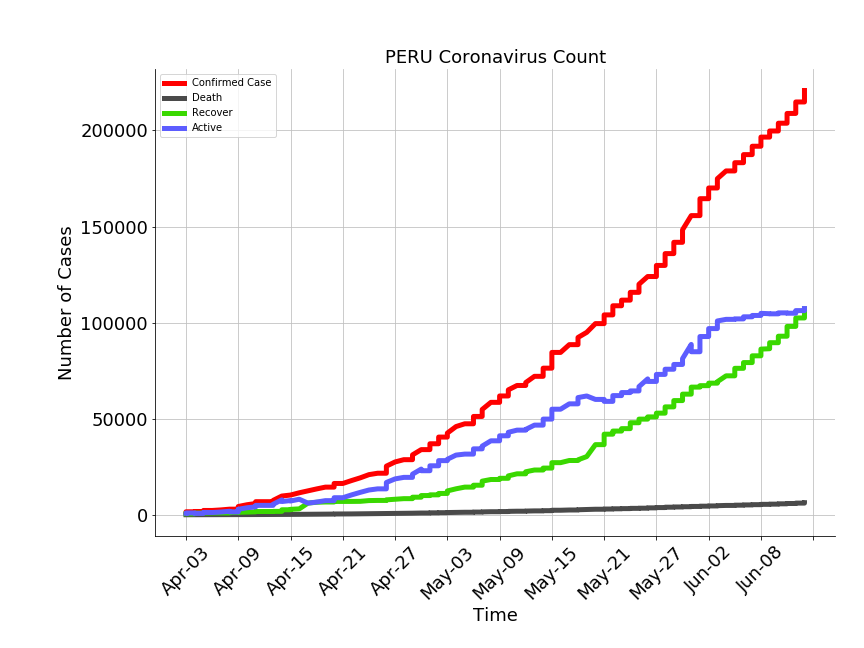 PERU Coronavirus Count
Confirmed Case
Death
Recover
Active
Number of Cases
200000
150000
100000
50000
0
Apr-03
Apr-09
Apr-15
Apr-21
Apr-27
May-03
May-09
May-15
May-21
May-27
Jun-02
Jun-08
Time